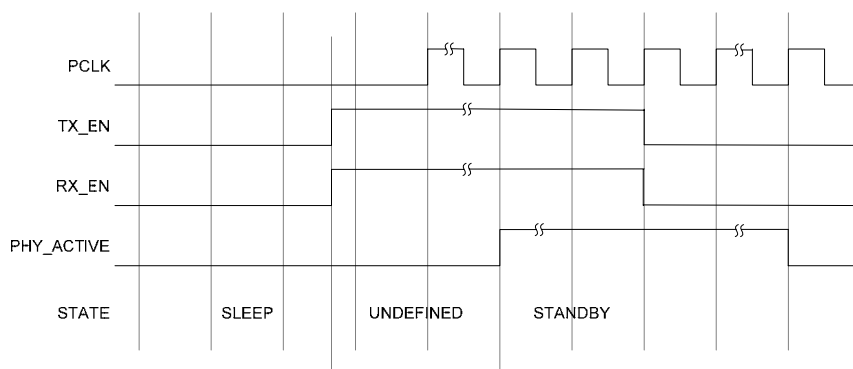 PCLK
TX_EN
RX_EN
PHY_ACTIVE
STATE SLEEP UNDEFINED STANDBY